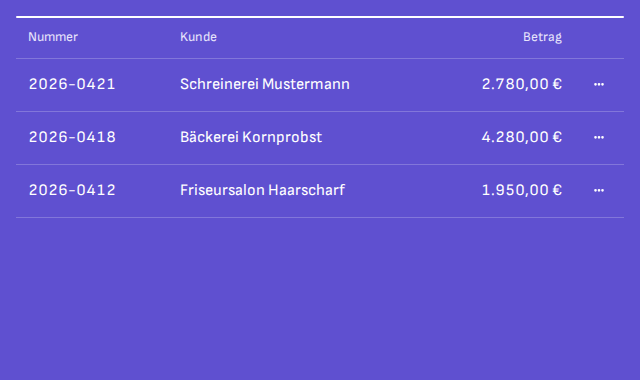 Nummer Kunde Betrag
2026-0421 Schreinerei Mustermann 2.780,00 € ···
2026-0418 Bäckerei Kornprobst 4.280,00 € ···
2026-0412 Friseursalon Haarscharf 1.950,00 € ···